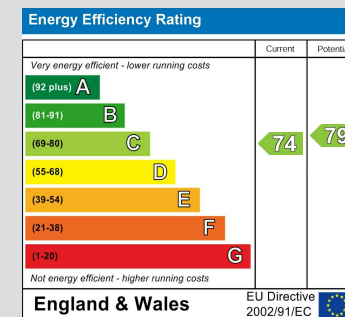 Energy Efficiency Rating
Current
Very energy efficient - lower running costs
(92 plus) A
(81-91) B
(69-80) C
74
79
(55-68) D
(39-54) E
(21-38) F
(1-20) G
Not energy efficient - higher running costs
England & Wales
EU Directive
2002/91/EC